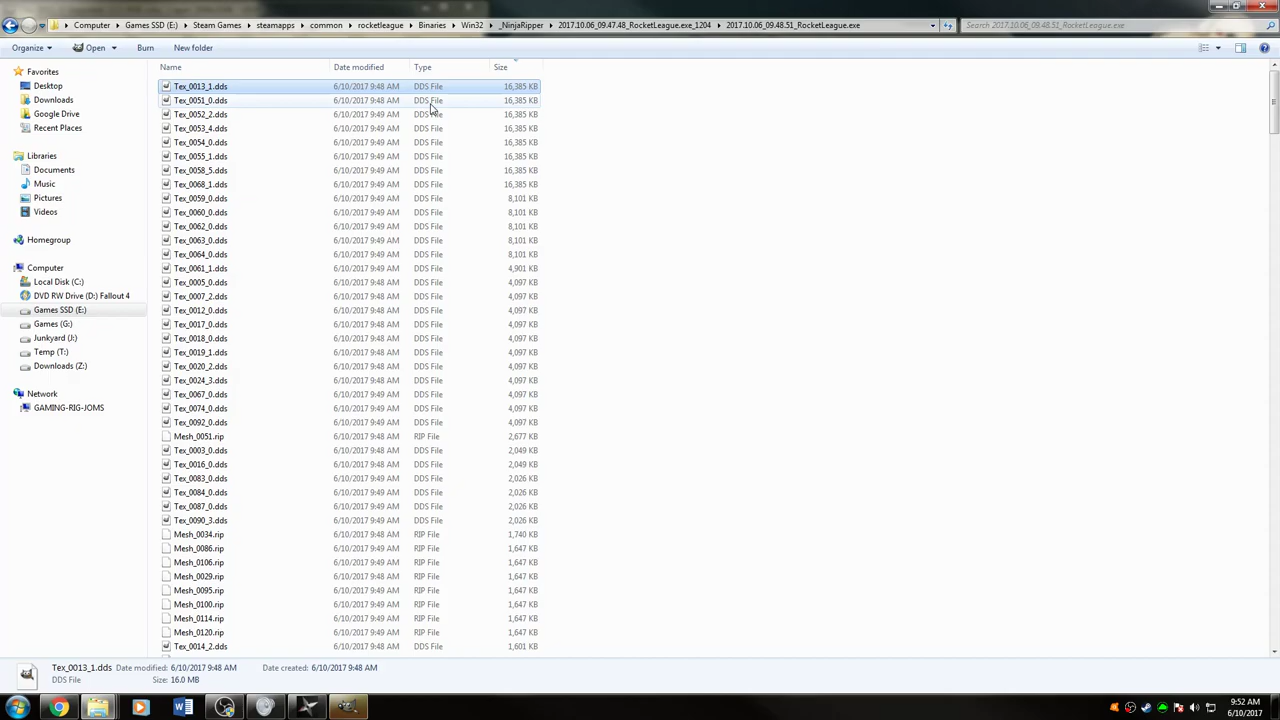 Computer ▸ Games SSD (E:) ▸ Steam Games ▸ steamapps ▸ common ▸ rocketleague ▸ Binaries ▸ Win32 ▸ _NinjaRipper ▸ 2017.10.06_09.47.48_RocketLeague.exe_1204 ▸ 2017.10.06_09.48.51_RocketLeague.exe
Search 2017.10.06_09.48.51_RocketLeague.exe
Organize Open Burn New folder
Name Date modified Type Size
Favorites
Desktop
Downloads
Google Drive
Recent Places
Libraries
Documents
Music
Pictures
Videos
Homegroup
Computer
Local Disk (C:)
DVD RW Drive (D:) Fallout 4
Games SSD (E:)
Games (G:)
Junkyard (J:)
Temp (T:)
Downloads (Z:)
Network
GAMING-RIG-JOMS
Tex_0013_1.dds 6/10/2017 9:48 AM DDS File 16,385 KB
Tex_0051_0.dds 6/10/2017 9:48 AM DDS File 16,385 KB
Tex_0052_2.dds 6/10/2017 9:49 AM DDS File 16,385 KB
Tex_0053_4.dds 6/10/2017 9:49 AM DDS File 16,385 KB
Tex_0054_0.dds 6/10/2017 9:49 AM DDS File 16,385 KB
Tex_0055_1.dds 6/10/2017 9:49 AM DDS File 16,385 KB
Tex_0058_5.dds 6/10/2017 9:49 AM DDS File 16,385 KB
Tex_0068_1.dds 6/10/2017 9:49 AM DDS File 16,385 KB
Tex_0059_0.dds 6/10/2017 9:49 AM DDS File 8,101 KB
Tex_0060_0.dds 6/10/2017 9:49 AM DDS File 8,101 KB
Tex_0062_0.dds 6/10/2017 9:49 AM DDS File 8,101 KB
Tex_0063_0.dds 6/10/2017 9:49 AM DDS File 8,101 KB
Tex_0064_0.dds 6/10/2017 9:49 AM DDS File 8,101 KB
Tex_0061_1.dds 6/10/2017 9:49 AM DDS File 4,901 KB
Tex_0005_0.dds 6/10/2017 9:48 AM DDS File 4,097 KB
Tex_0007_2.dds 6/10/2017 9:48 AM DDS File 4,097 KB
Tex_0012_0.dds 6/10/2017 9:48 AM DDS File 4,097 KB
Tex_0017_0.dds 6/10/2017 9:48 AM DDS File 4,097 KB
Tex_0018_0.dds 6/10/2017 9:48 AM DDS File 4,097 KB
Tex_0019_1.dds 6/10/2017 9:48 AM DDS File 4,097 KB
Tex_0020_2.dds 6/10/2017 9:48 AM DDS File 4,097 KB
Tex_0024_3.dds 6/10/2017 9:48 AM DDS File 4,097 KB
Tex_0067_0.dds 6/10/2017 9:49 AM DDS File 4,097 KB
Tex_0074_0.dds 6/10/2017 9:49 AM DDS File 4,097 KB
Tex_0092_0.dds 6/10/2017 9:49 AM DDS File 4,097 KB
Mesh_0051.rip 6/10/2017 9:48 AM RIP File 2,677 KB
Tex_0003_0.dds 6/10/2017 9:48 AM DDS File 2,049 KB
Tex_0016_0.dds 6/10/2017 9:48 AM DDS File 2,049 KB
Tex_0083_0.dds 6/10/2017 9:49 AM DDS File 2,026 KB
Tex_0084_0.dds 6/10/2017 9:49 AM DDS File 2,026 KB
Tex_0087_0.dds 6/10/2017 9:49 AM DDS File 2,026 KB
Tex_0090_3.dds 6/10/2017 9:49 AM DDS File 2,026 KB
Mesh_0034.rip 6/10/2017 9:48 AM RIP File 1,740 KB
Mesh_0086.rip 6/10/2017 9:49 AM RIP File 1,647 KB
Mesh_0106.rip 6/10/2017 9:49 AM RIP File 1,647 KB
Mesh_0029.rip 6/10/2017 9:48 AM RIP File 1,647 KB
Mesh_0095.rip 6/10/2017 9:49 AM RIP File 1,647 KB
Mesh_0100.rip 6/10/2017 9:49 AM RIP File 1,647 KB
Mesh_0114.rip 6/10/2017 9:49 AM RIP File 1,647 KB
Mesh_0120.rip 6/10/2017 9:49 AM RIP File 1,647 KB
Tex_0014_2.dds 6/10/2017 9:48 AM DDS File 1,601 KB
Tex_0013_1.dds Date modified: 6/10/2017 9:48 AM Date created: 6/10/2017 9:48 AM
DDS File Size: 16.0 MB
9:52 AM
6/10/2017